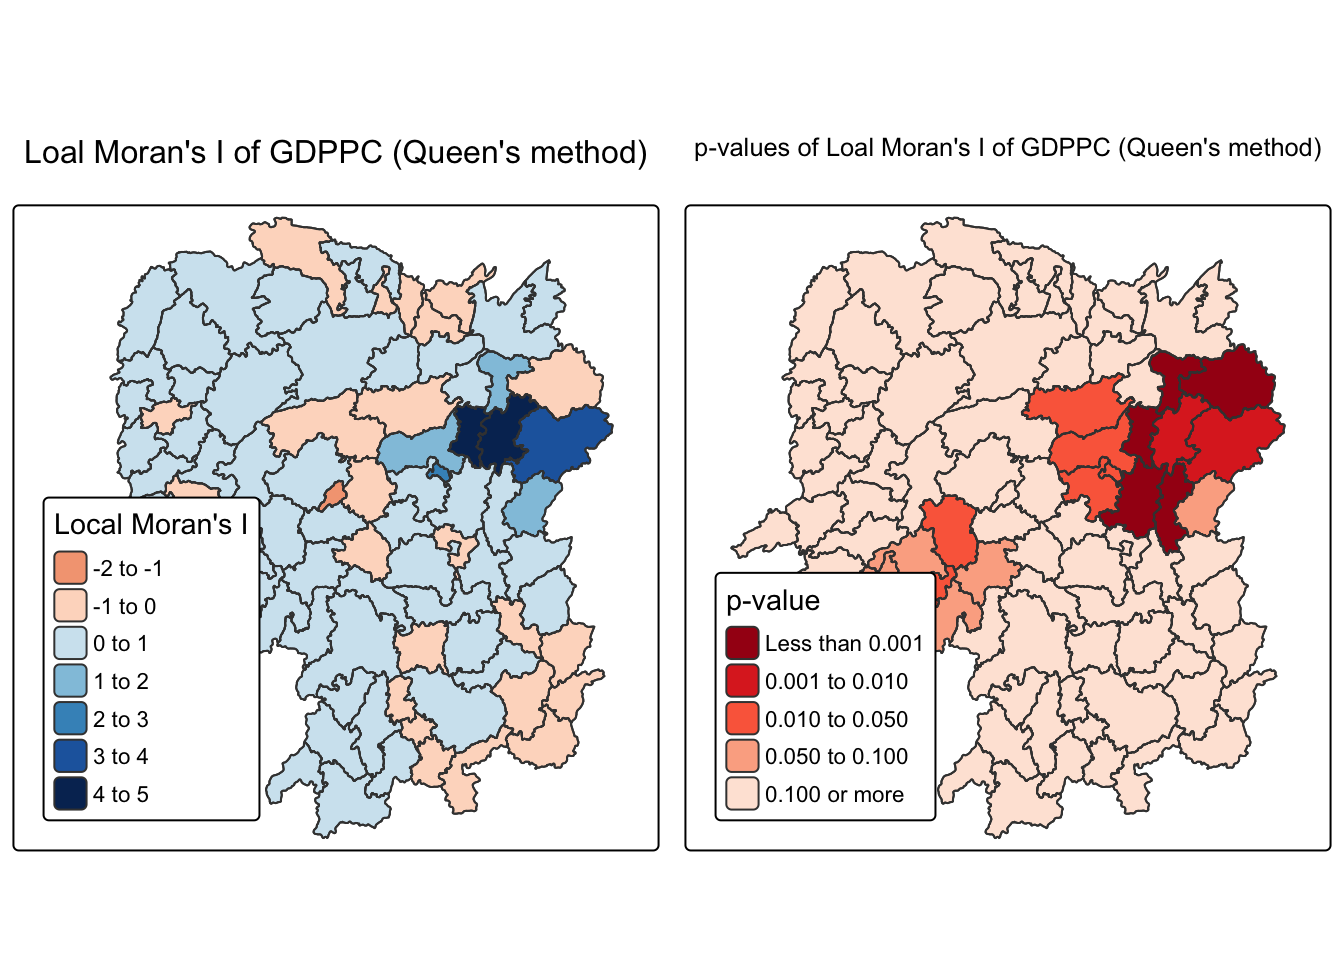 Loal Moran's I of GDPPC (Queen's method)
Local Moran's I
-2 to -1
-1 to 0
0 to 1
1 to 2
2 to 3
3 to 4
4 to 5
p-values of Loal Moran's I of GDPPC (Queen's method)
p-value
Less than 0.001
0.001 to 0.010
0.010 to 0.050
0.050 to 0.100
0.100 or more